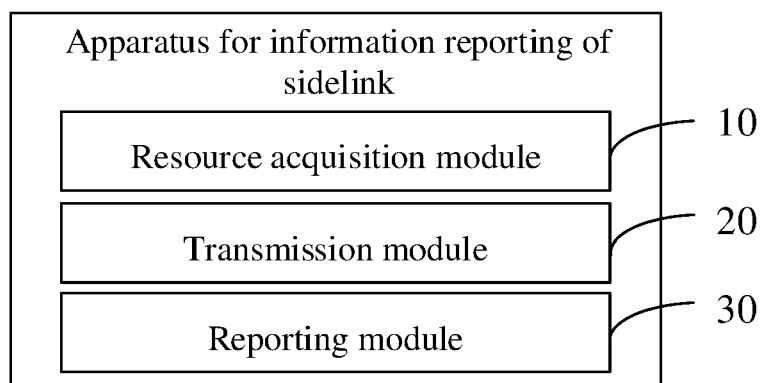 Apparatus for information reporting of
sidelink
Resource acquisition module
10
Transmission module
20
Reporting module
30